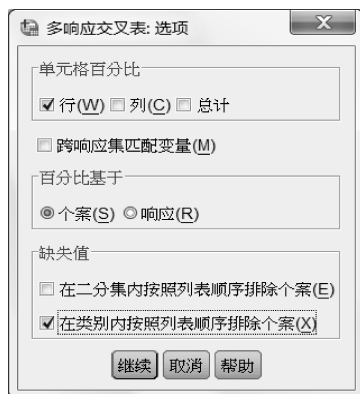 多响应交叉表: 选项
单元格百分比
行(W) 列(C) 总计
跨响应集匹配变量(M)
百分比基于
个案(S) 响应(R)
缺失值
在二分集内按照列表顺序排除个案(E)
在类别内按照列表顺序排除个案(X)
继续 取消 帮助